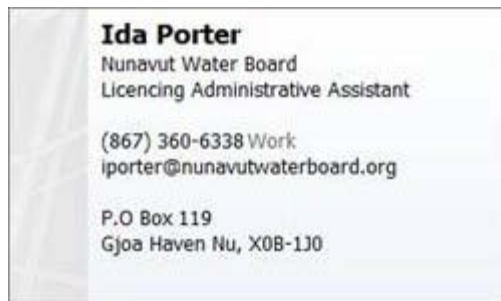 Ida Porter
Nunavut Water Board
Licencing Administrative Assistant
(867) 360-6338 Work
iporter@nunavutwaterboard.org
P.O Box 119
Gjoa Haven Nu, X0B-1J0